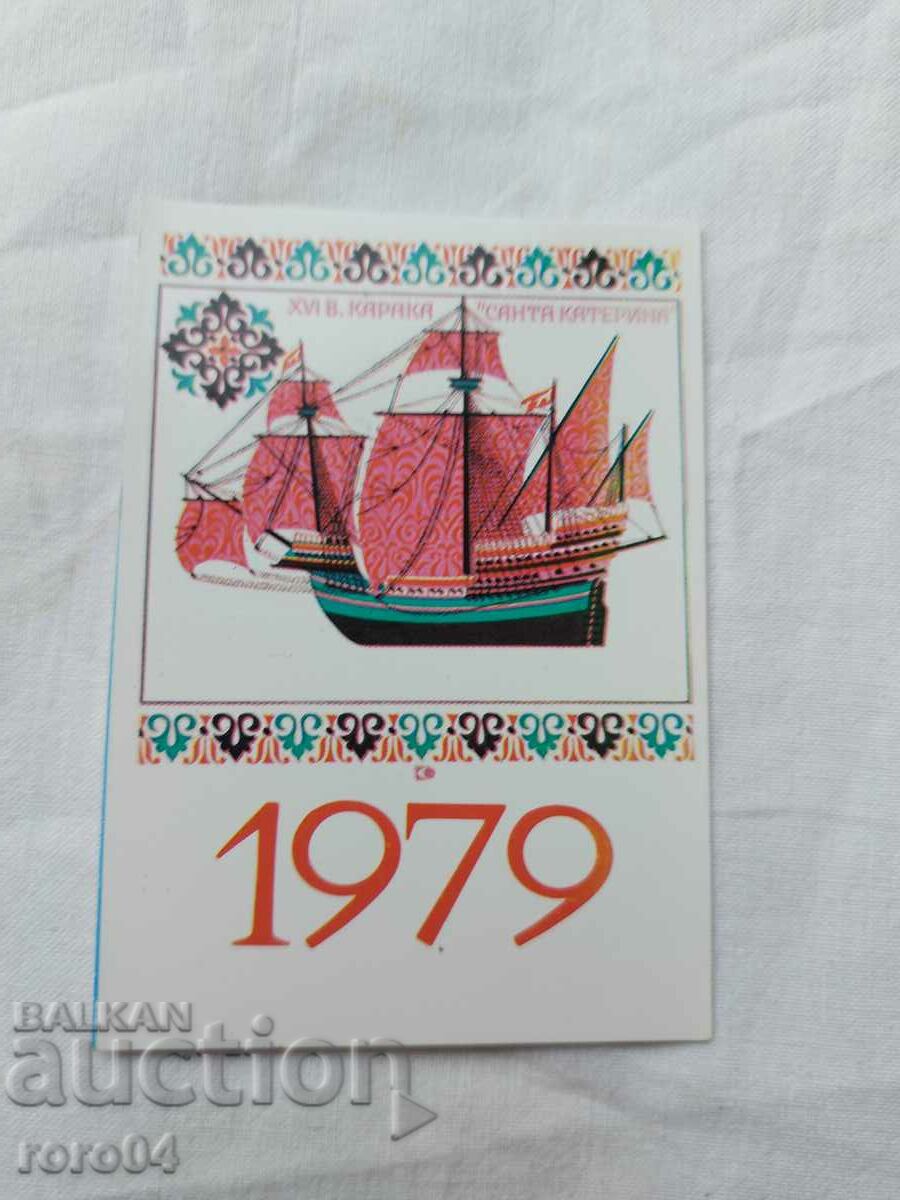 XVI В. КАРАКА "САНТА КАТЕРИНА"
1979
BALKAN
auction
roro04